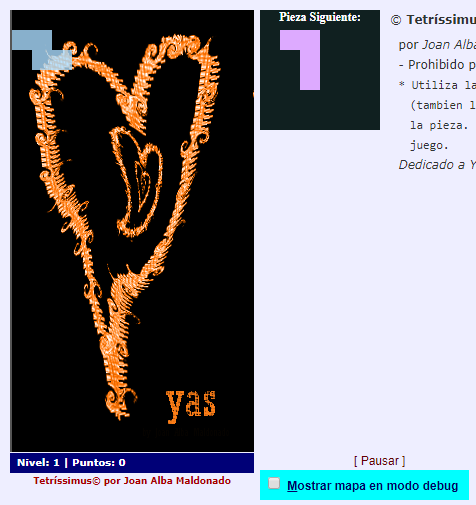 Pieza Siguiente:
© Tetríssimus
por Joan Alba
- Prohibido p
* Utiliza la
(tambien l
la pieza.
juego.
Dedicado a Y
yas
Nivel: 1 | Puntos: 0
Tetríssimus© por Joan Alba Maldonado
[ Pausar ]
Mostrar mapa en modo debug